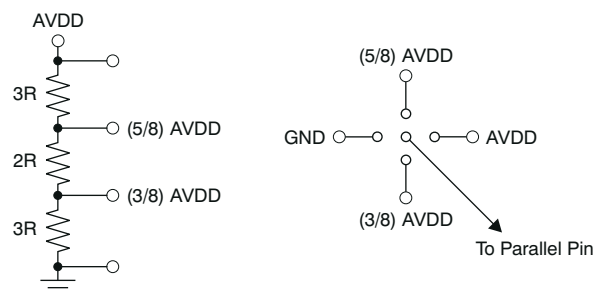 AVDD
3R
(5/8) AVDD
2R
(3/8) AVDD
3R
(5/8) AVDD
GND
AVDD
(3/8) AVDD
To Parallel Pin